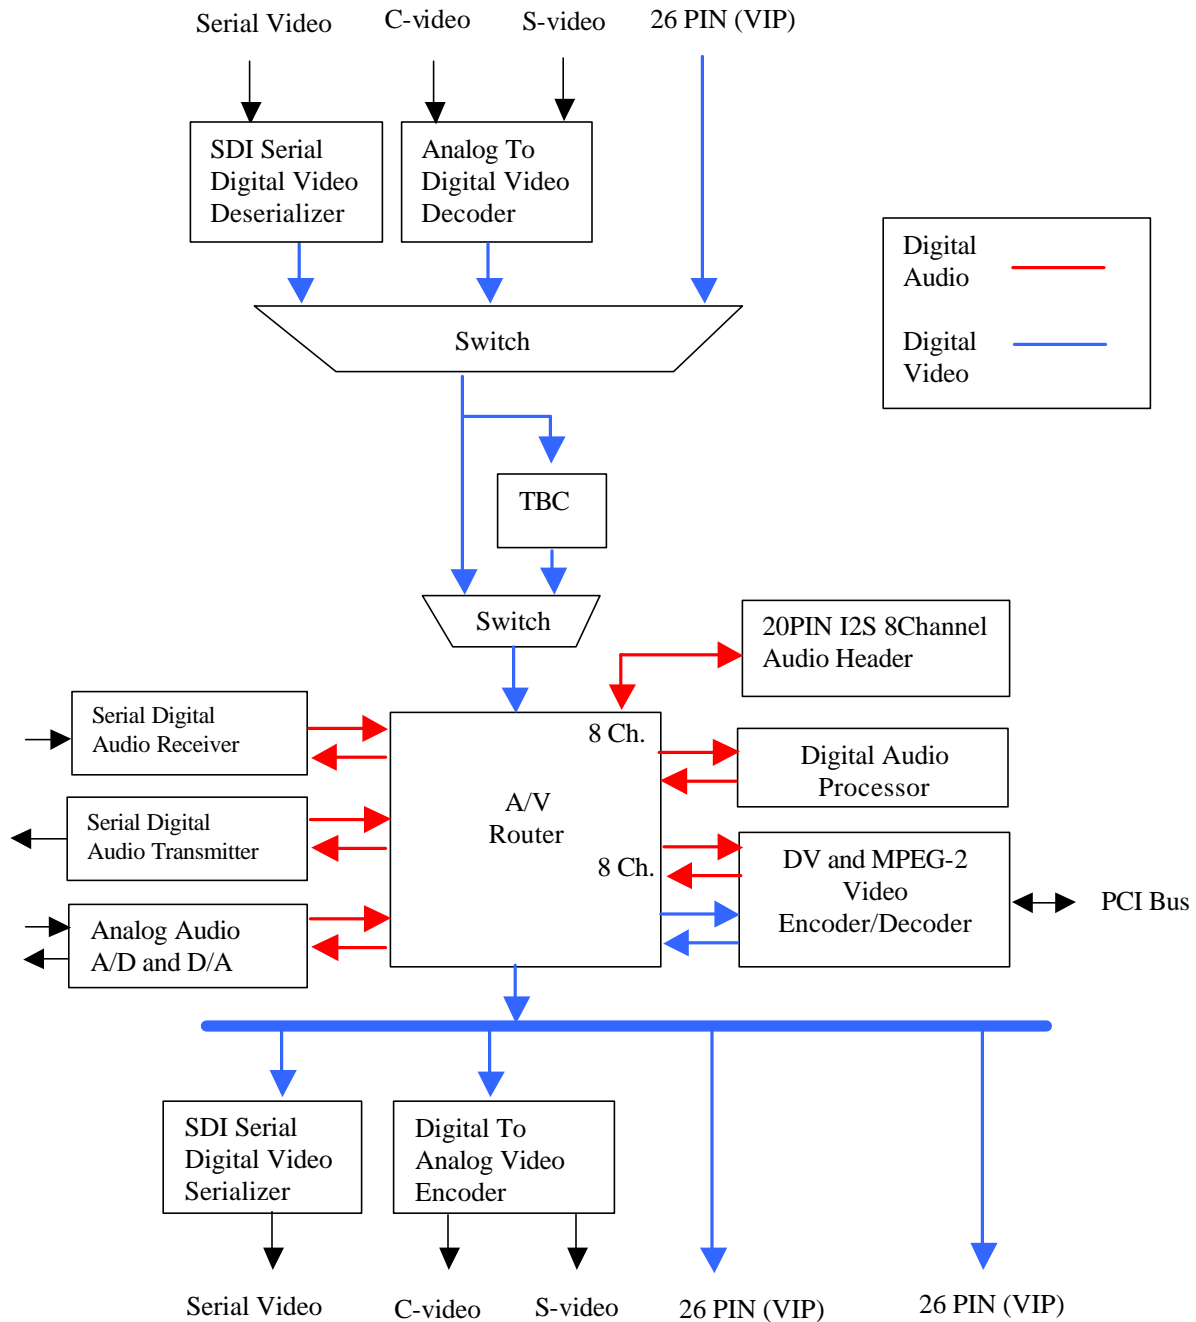 Serial Video
C-video
S-video
26 PIN (VIP)
SDI Serial
Digital Video
Deserializer
Analog To
Digital Video
Decoder
Digital
Audio
Digital
Video
Switch
TBC
Switch
20PIN I2S 8Channel
Audio Header
Serial Digital
Audio Receiver
8 Ch.
Digital Audio
Processor
A/V
Router
Serial Digital
Audio Transmitter
8 Ch.
DV and MPEG-2
Video
Encoder/Decoder
PCI Bus
Analog Audio
A/D and D/A
SDI Serial
Digital Video
Serializer
Digital To
Analog Video
Encoder
Serial Video
C-video
S-video
26 PIN (VIP)
26 PIN (VIP)